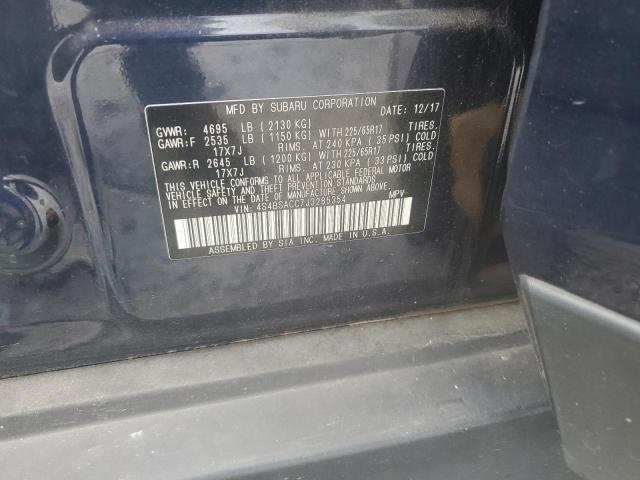 MFD BY SUBARU CORPORATION DATE: 12/17
GVWR: 4695 LB ( 2130 KG)
GAWR:F 2535 LB ( 1150 KG) WITH 225/65R17 TIRES.
17X7J RIMS. AT 240 KPA ( 35 PSI) COLD
GAWR:R 2645 LB ( 1200 KG) WITH 225/65R17 TIRES.
17X7J RIMS. AT 230 KPA ( 33 PSI) COLD
THIS VEHICLE CONFORMS TO ALL APPLICABLE FEDERAL MOTOR
VEHICLE SAFETY AND THEFT PREVENTION STANDARDS
IN EFFECT ON THE DATE OF MANUFACTURE SHOWN ABOVE.
VIN: 4S4BSACC7J3285354 MPV
ASSEMBLED BY SIA INC. MADE IN U.S.A.